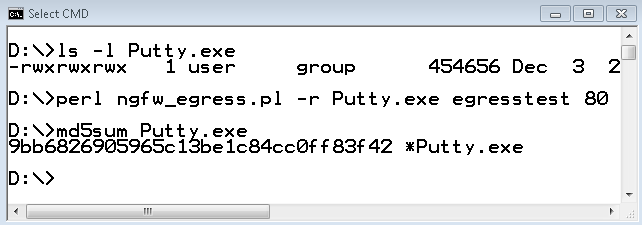 Select CMD
D:\>ls -l Putty.exe
-rwxrwxrwx   1 user     group      454656 Dec  3  2
D:\>perl ngfw_egress.pl -r Putty.exe egresstest 80
D:\>md5sum Putty.exe
9bb6826905965c13be1c84cc0ff83f42 *Putty.exe
D:\>